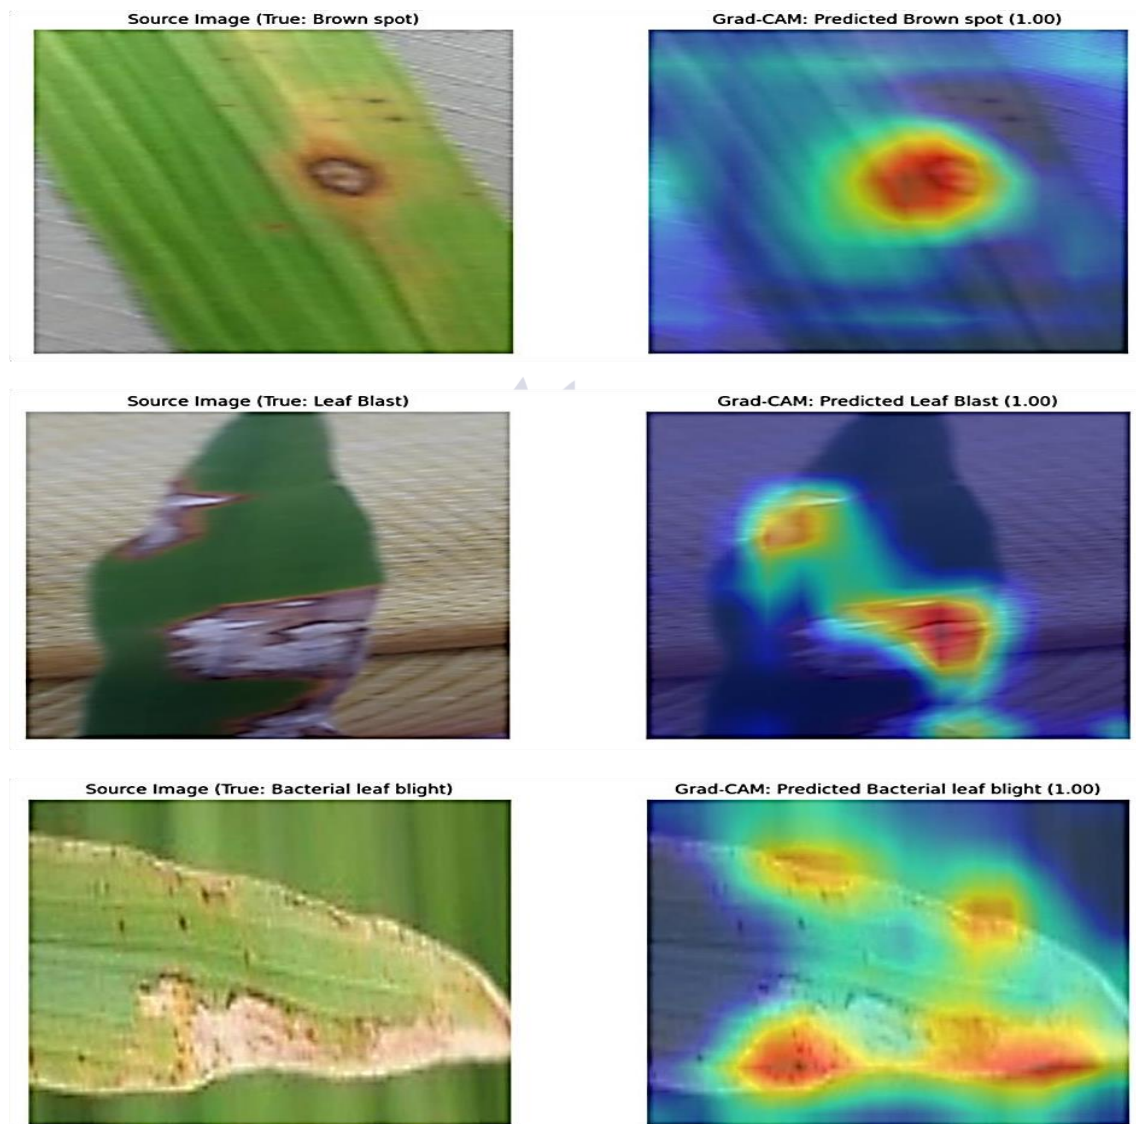 Source Image (True: Brown spot)
Grad-CAM: Predicted Brown spot (1.00)
Source Image (True: Leaf Blast)
Grad-CAM: Predicted Leaf Blast (1.00)
Source Image (True: Bacterial leaf blight)
Grad-CAM: Predicted Bacterial leaf blight (1.00)